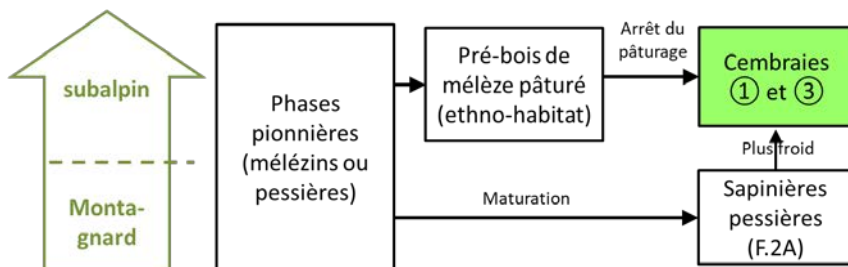 subalpin
Monta-
gnard
Phases
pionnières
(mélézins ou
pessières)
Pré-bois de
mélèze pâturé
(ethno-habitat)
Arrêt du
pâturage
Cembraies
① et ③
Plus froid
Maturation
Sapinières
pessières
(F.2A)